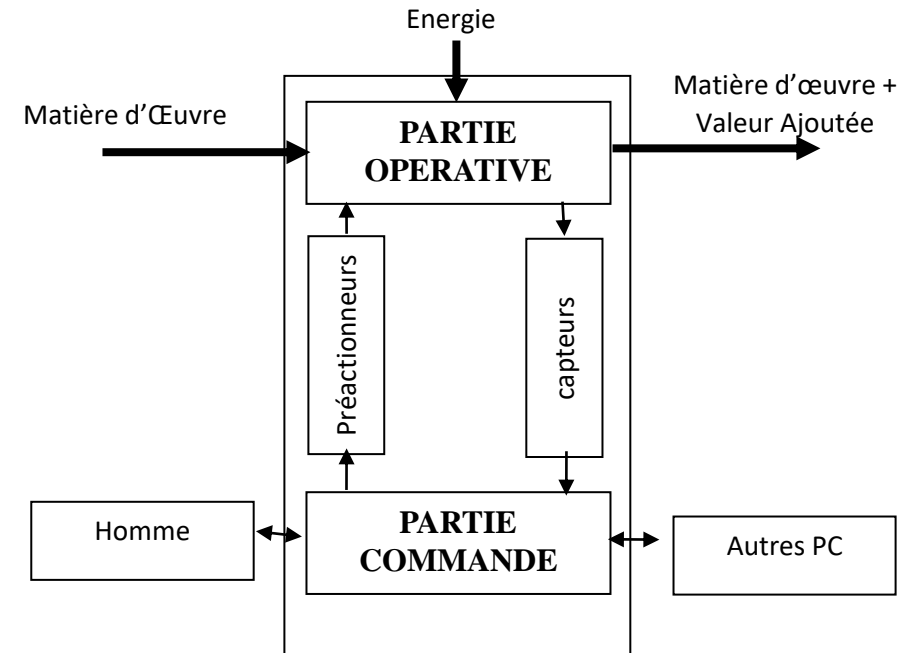 Energie
Matière d'Œuvre
Matière d'œuvre +
Valeur Ajoutée
PARTIE
OPERATIVE
Préactionneurs
capteurs
Homme
PARTIE
COMMANDE
Autres PC